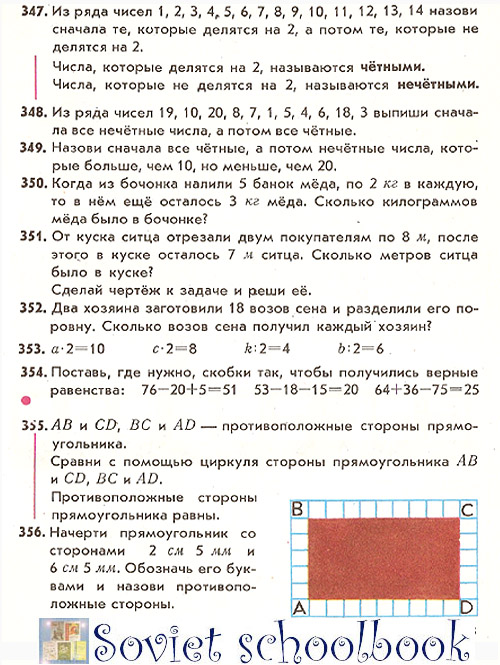 347. Из ряда чисел 1, 2, 3, 4, 5, 6, 7, 8, 9, 10, 11, 12, 13, 14 назови
сначала те, которые делятся на 2, а потом те, которые не
делятся на 2.
Числа, которые делятся на 2, называются чётными.
Числа, которые не делятся на 2, называются нечётными.
348. Из ряда чисел 19, 10, 20, 8, 7, 1, 5, 4, 6, 18, 3 выпиши снача-
ла все нечётные числа, а потом все чётные.
349. Назови сначала все чётные, а потом нечётные числа, кото-
рые больше, чем 10, но меньше, чем 20.
350. Когда из бочонка налили 5 банок мёда, по 2 кг в каждую,
то в нём ещё осталось 3 кг мёда. Сколько килограммов
мёда было в бочонке?
351. От куска ситца отрезали двум покупателям по 8 м, после
этого в куске осталось 7 м ситца. Сколько метров ситца
было в куске?
Сделай чертёж к задаче и реши её.
352. Два хозяина заготовили 18 возов сена и разделили его по-
ровну. Сколько возов сена получил каждый хозяин?
353. a·2=10 c·2=8 k:2=4 b:2=6
354. Поставь, где нужно, скобки так, чтобы получились верные
равенства: 76−20+5=51 53−18−15=20 64+36−75=25
355. AB и CD, BC и AD — противоположные стороны прямо-
угольника.
Сравни с помощью циркуля стороны прямоугольника AB
и CD, BC и AD.
Противоположные стороны
прямоугольника равны.
356. Начерти прямоугольник со
сторонами 2 см 5 мм и
6 см 5 мм. Обозначь его бук-
вами и назови противопо-
ложные стороны.
B C
A D
Soviet schoolbook